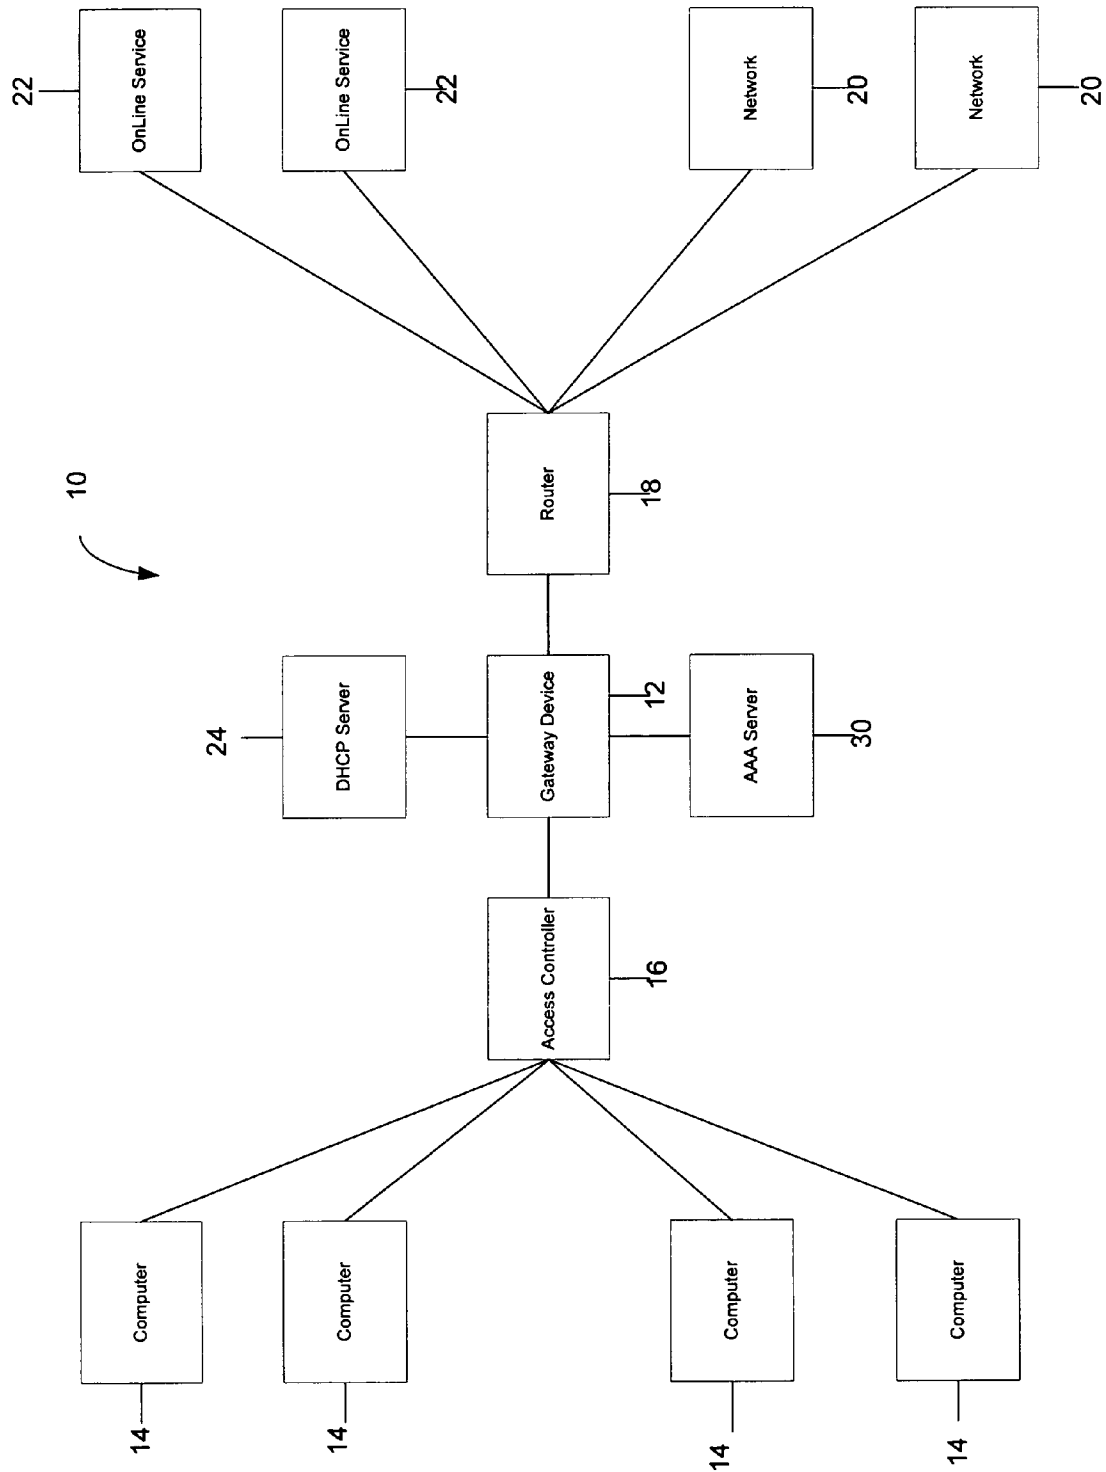 10
Computer
14
Computer
14
Computer
14
Computer
14
Access Controller
16
DHCP Server
24
Gateway Device
12
AAA Server
30
Router
18
OnLine Service
22
OnLine Service
22
Network
20
Network
20